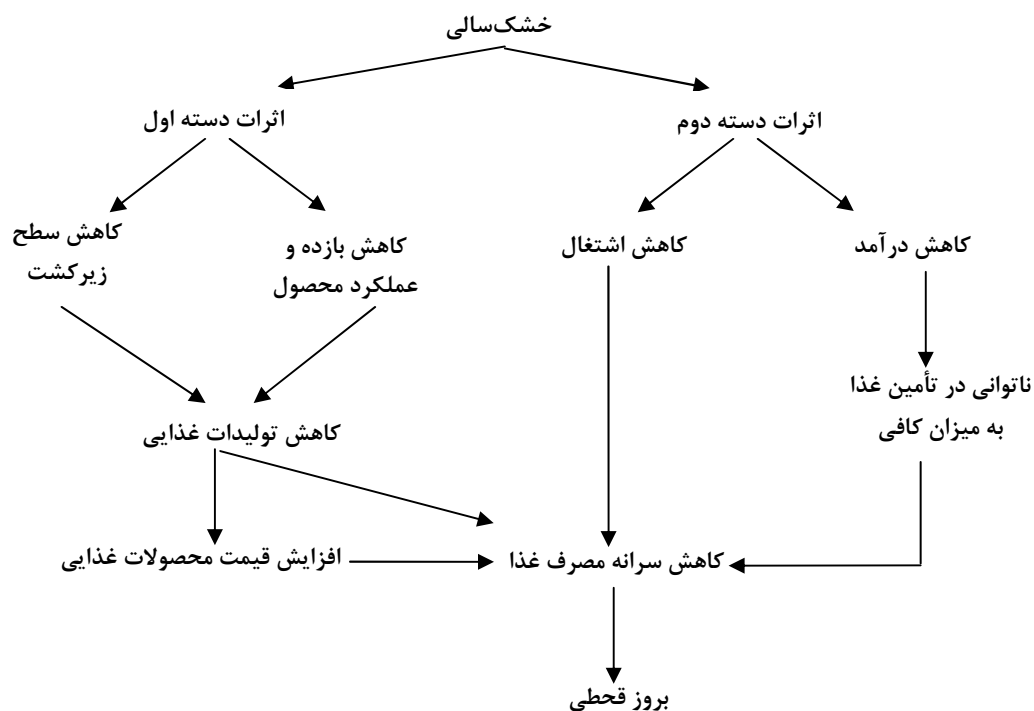 خشک‌سالی
اثرات دسته اول
اثرات دسته دوم
کاهش سطح
زیرکشت
کاهش بازده و
عملکرد محصول
کاهش اشتغال
کاهش درآمد
ناتوانی در تأمین غذا
به میزان کافی
کاهش تولیدات غذایی
افزایش قیمت محصولات غذایی
کاهش سرانه مصرف غذا
بروز قحطی